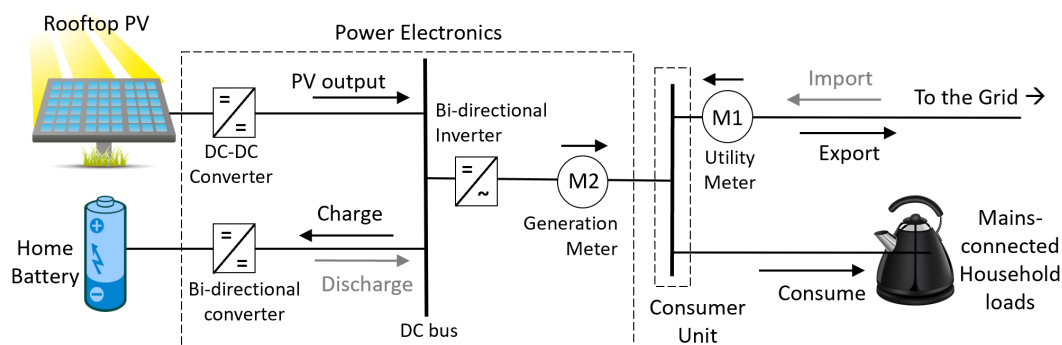 Rooftop PV
Power Electronics
PV output
DC-DC
Converter
Bi-directional
Inverter
M2
Generation
Meter
M1
Utility
Meter
Import
Export
To the Grid →
Home
Battery
Charge
Discharge
Bi-directional
converter
DC bus
Consumer
Unit
Consume
Mains-
connected
Household
loads